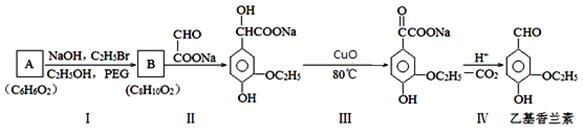 OH
O
CHO
CHCOONa
CCOONa
CHO
A
NaOH, C₂H₅Br
C₂H₅OH, PEG
B
COONa
CuO
80℃
H⁺
−CO₂
OC₂H₅
OC₂H₅
OC₂H₅
(C₆H₆O₂)
(C₈H₁₀O₂)
OH
OH
OH
Ⅰ
Ⅱ
Ⅲ
Ⅳ
乙基香兰素